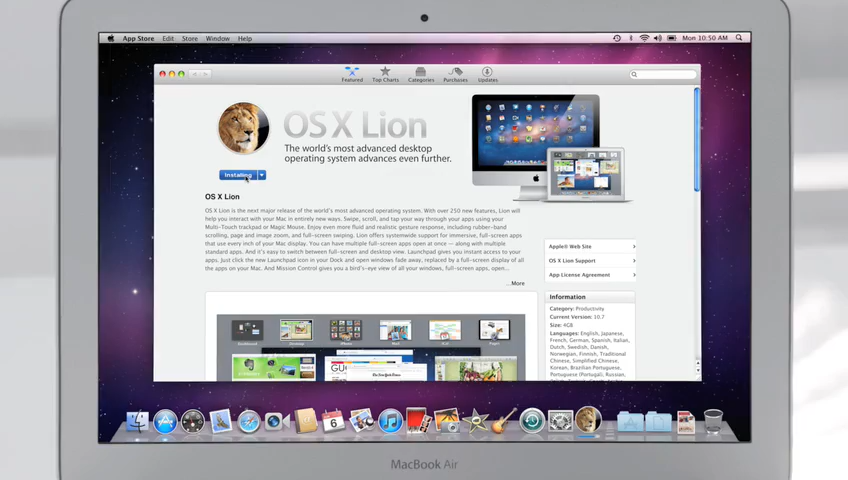 App Store Edit Store Window Help
Mon 10:50 AM
Featured Top Charts Categories Purchases Updates
OS X Lion
The world's most advanced desktop
operating system advances even further.
Installing
OS X Lion
OS X Lion is the next major release of the world's most advanced operating system. With over 250 new features, Lion will
help you interact with your Mac in entirely new ways. Swipe, scroll, and tap your way through your apps using your
Multi-Touch trackpad or Magic Mouse. Enjoy even more fluid and realistic gesture response, including rubber-band
scrolling, page and image zoom, and full-screen swiping. Lion offers systemwide support for immersive, full-screen apps
that use every inch of your Mac display. You can have multiple full-screen apps open at once — along with multiple
standard apps. And it's easy to switch between full-screen and desktop view. Launchpad gives you instant access to your
apps. Just click the new Launchpad icon in your Dock and open windows fade away, replaced by a full-screen display of all
the apps on your Mac. And Mission Control gives you a bird's-eye view of all your windows, full-screen apps, open...
...More
Apple® Web Site
OS X Lion Support
App License Agreement
Information
Category: Productivity
Current Version: 10.7
Size: 4GB
Languages: English, Japanese,
French, German, Spanish, Italian,
Dutch, Swedish, Danish,
Norwegian, Finnish, Traditional
Chinese, Simplified Chinese,
Korean, Brazilian Portuguese,
Portuguese (Portugal), Russian,
Dashboard Desktop iPhoto Mail iCal Pages
GUI
6
MacBook Air